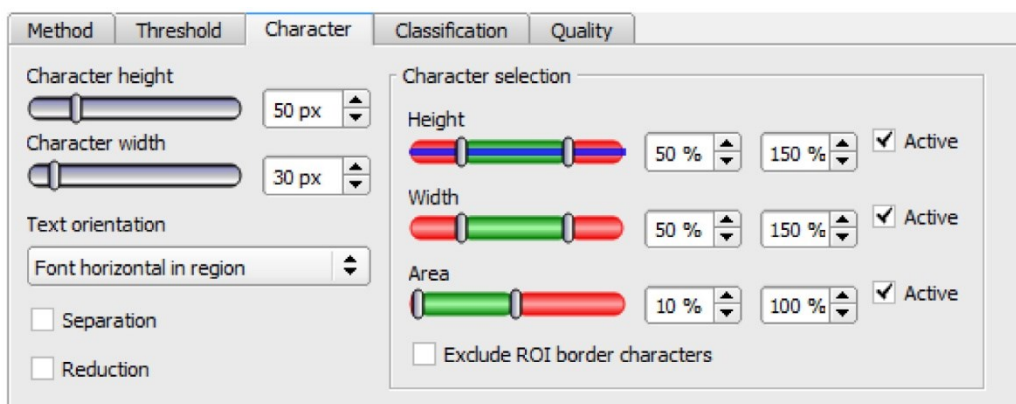 Method Threshold Character Classification Quality
Character height
50 px
Character width
30 px
Text orientation
Font horizontal in region
Separation
Reduction
Character selection
Height
50 % 150 % Active
Width
50 % 150 % Active
Area
10 % 100 % Active
Exclude ROI border characters